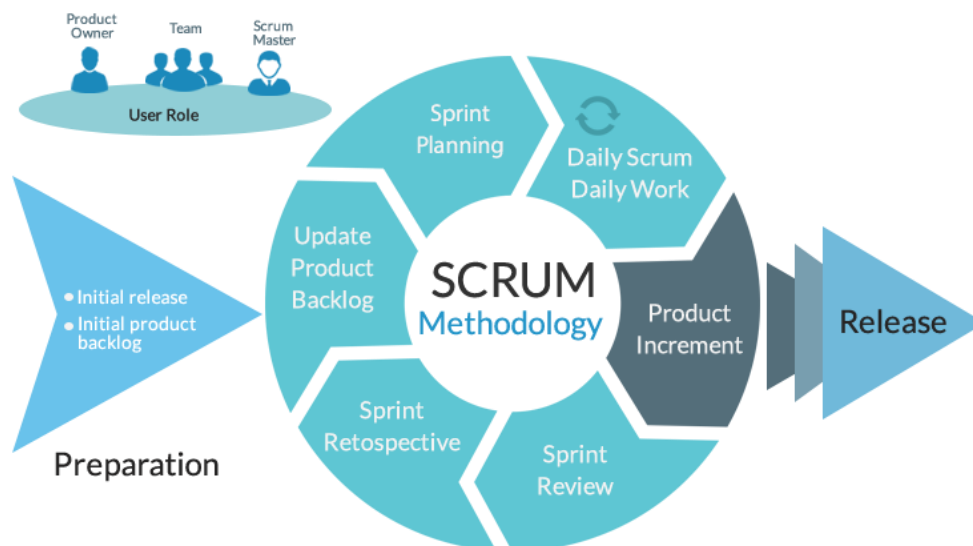 Product
Owner
Team
Scrum
Master
User Role
Sprint
Planning
Daily Scrum
Daily Work
Update
Product
Backlog
SCRUM
Methodology
Product
Increment
Sprint
Retospective
Sprint
Review
Initial release
Initial product
backlog
Preparation
Release